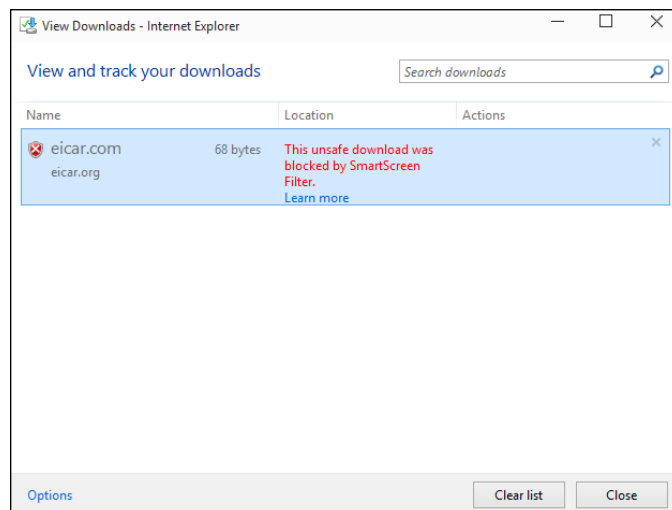 View Downloads - Internet Explorer
View and track your downloads
Search downloads
Name Location Actions
eicar.com 68 bytes
eicar.org
This unsafe download was
blocked by SmartScreen
Filter.
Learn more
Options
Clear list
Close